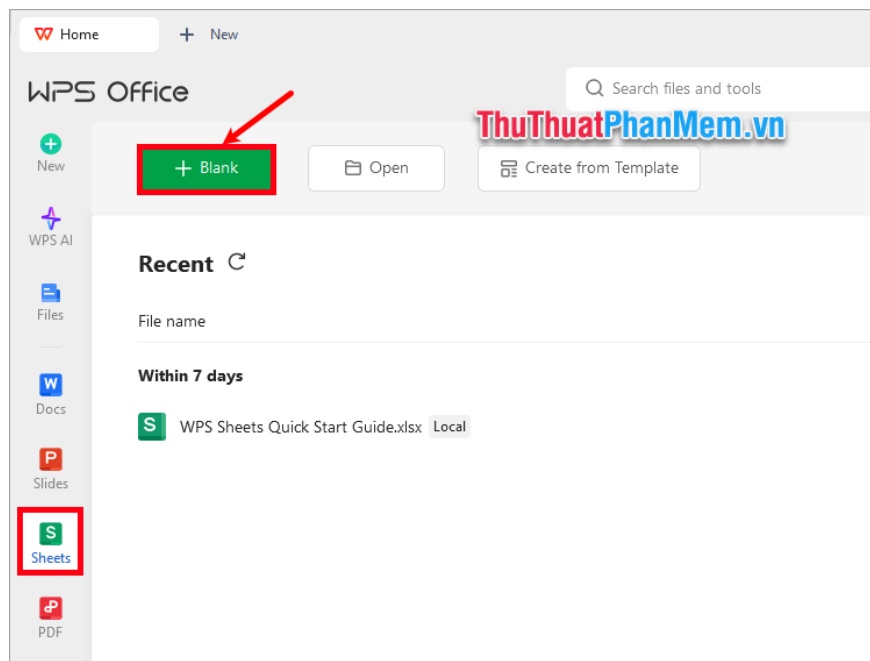 Home
New
WPS Office
Search files and tools
ThuThuatPhanMem.vn
New
Blank
Open
Create from Template
WPS AI
Recent
Files
File name
Within 7 days
W
Docs
S WPS Sheets Quick Start Guide.xlsx Local
P
Slides
S
Sheets
PDF